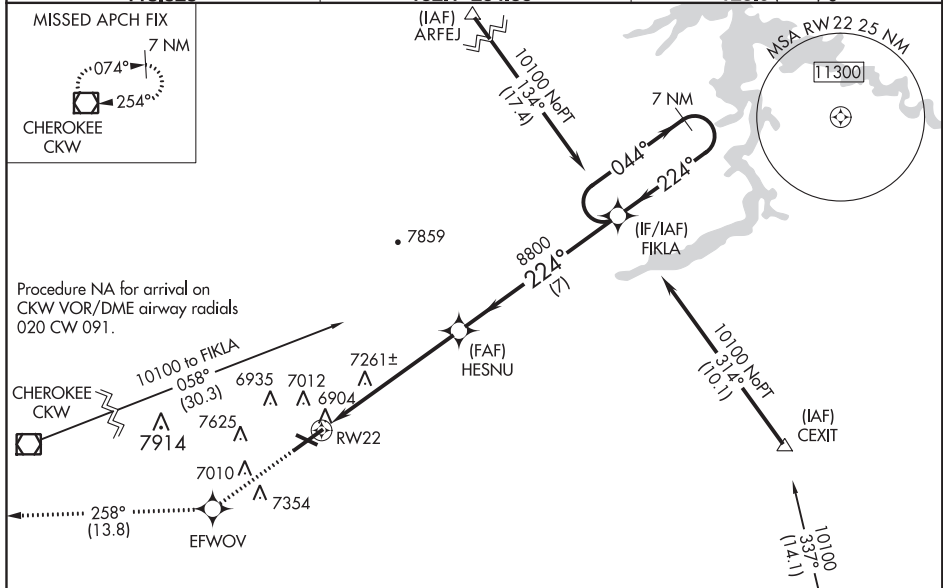 MISSED APCH FIX
7 NM
074°
254°
CHEROKEE
CKW
(IAF)
ARFEJ
10100 NoPT
134°
(17.4)
7 NM
MSA RW22 25 NM
11300
044°
224°
(IF/IAF)
FIKLA
7859
8800
224°
(7)
Procedure NA for arrival on
CKW VOR/DME airway radials
020 CW 091.
(FAF)
HESNU
10100 to FIKLA
058°
(30.3)
CHEROKEE
CKW
7261±
6935
7012
6904
7914
7625
RW22
7010
7354
10100 NoPT
314°
(10.1)
(IAF)
CEXIT
258°
(13.8)
EFWOV
10100
337°
(14.1)